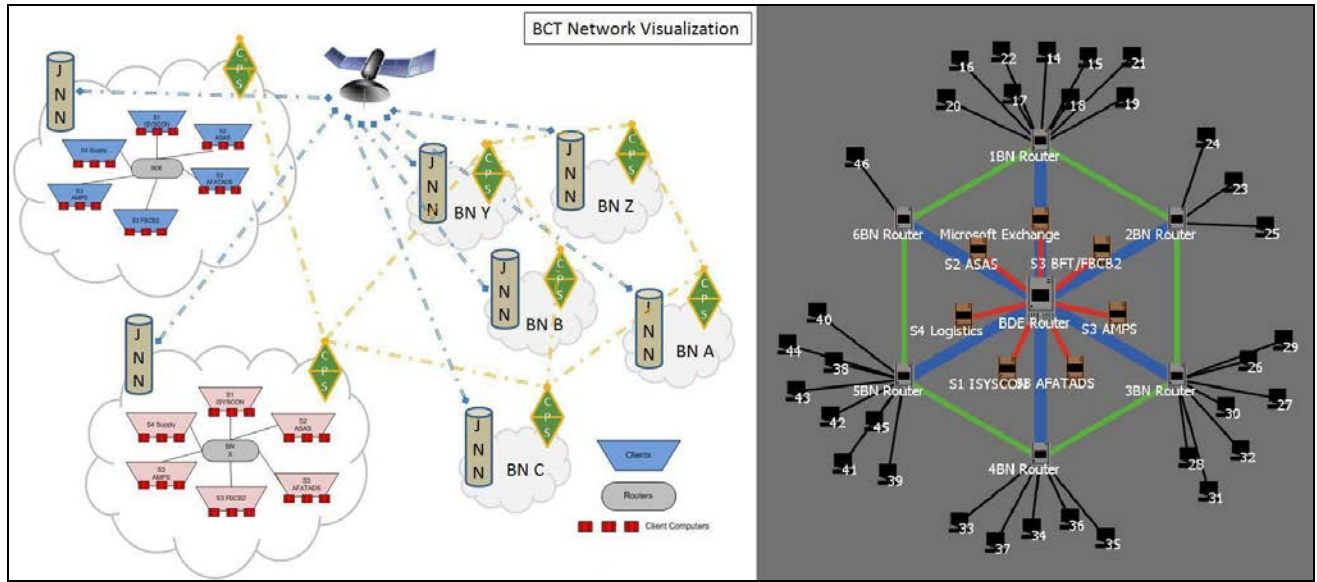 BCT Network Visualization
C
P
S
J
N
N
S1
ISYSCON
S2
ASAS
S4 Supply
BDE
S3
AFATADS
S3
AMPS
S3 FBCB2
J
N
N
C
P
S
BN Y
J
N
N
C
P
S
BN Z
J
N
N
C
P
S
BN B
J
N
N
C
P
S
BN A
J
N
N
C
P
S
S1
ISYSCON
S4 Supply
S2
ASAS
BN
X
S3
AMPS
S3
AFATADS
S3 FBCB2
J
N
N
C
P
S
BN C
Clients
Routers
Client Computers
16
22
14
15
21
20
17
18
19
1BN Router
46
24
23
25
6BN Router
Microsoft Exchange
2BN Router
S2 ASAS
S3 BFT/FBCB2
BDE Router
S4 Logistics
S3 AMPS
S1 ISYSCON
S3 AFATADS
40
44
38
43
5BN Router
42
45
41
39
29
26
3BN Router
27
30
32
28
31
4BN Router
33
37
34
36
35